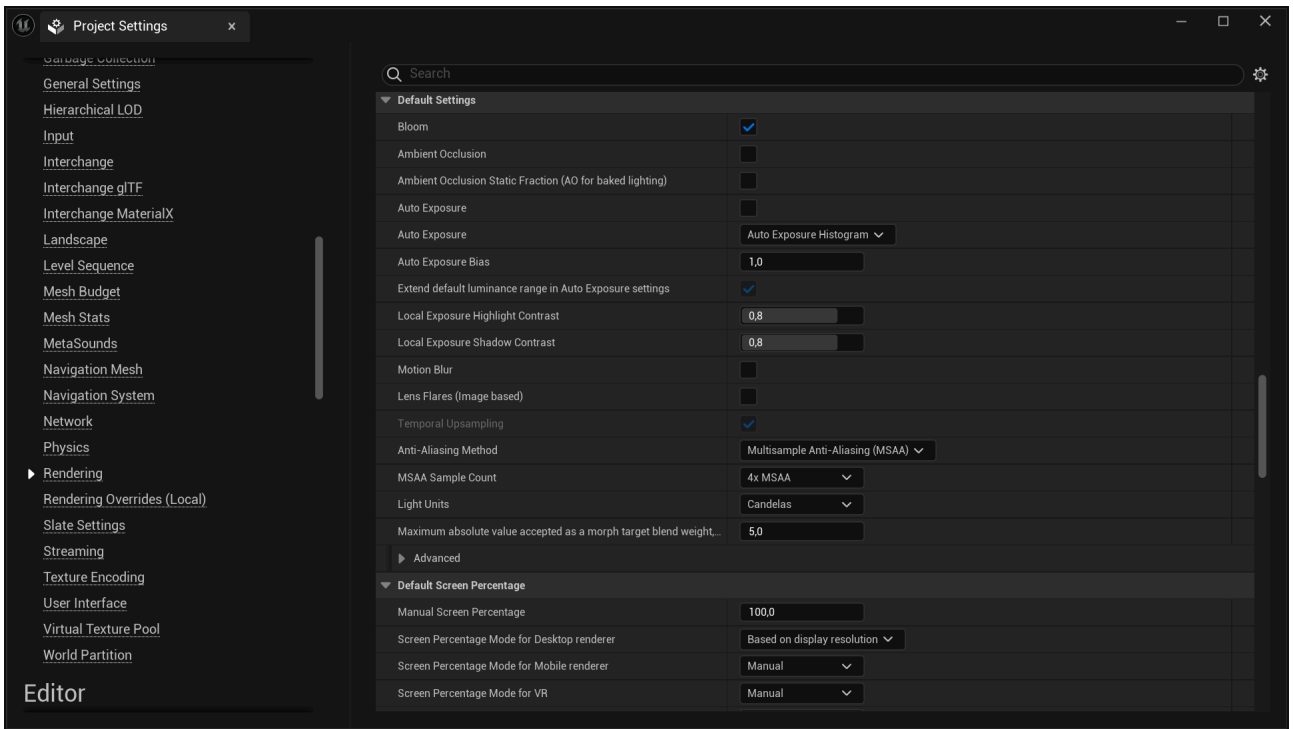 Project Settings
Garbage Collection
General Settings
Hierarchical LOD
Input
Interchange
Interchange glTF
Interchange MaterialX
Landscape
Level Sequence
Mesh Budget
Mesh Stats
MetaSounds
Navigation Mesh
Navigation System
Network
Physics
Rendering
Rendering Overrides (Local)
Slate Settings
Streaming
Texture Encoding
User Interface
Virtual Texture Pool
World Partition
Editor
Search
Default Settings
Bloom
Ambient Occlusion
Ambient Occlusion Static Fraction (AO for baked lighting)
Auto Exposure
Auto Exposure Auto Exposure Histogram
Auto Exposure Bias 1,0
Extend default luminance range in Auto Exposure settings
Local Exposure Highlight Contrast 0,8
Local Exposure Shadow Contrast 0,8
Motion Blur
Lens Flares (Image based)
Temporal Upsampling
Anti-Aliasing Method Multisample Anti-Aliasing (MSAA)
MSAA Sample Count 4x MSAA
Light Units Candelas
Maximum absolute value accepted as a morph target blend weight,... 5,0
Advanced
Default Screen Percentage
Manual Screen Percentage 100,0
Screen Percentage Mode for Desktop renderer Based on display resolution
Screen Percentage Mode for Mobile renderer Manual
Screen Percentage Mode for VR Manual